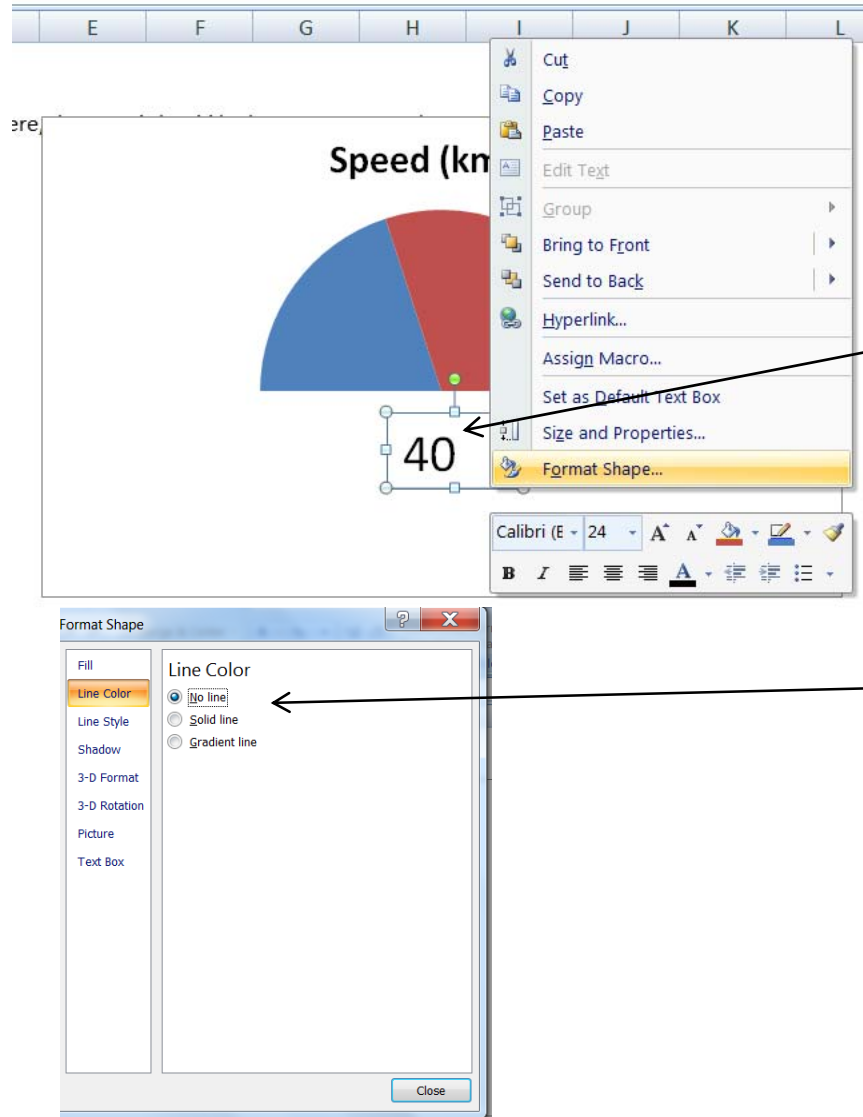 E F G H I J K L
ere,
Speed (km
40
Cut
Copy
Paste
Edit Text
Group
Bring to Front
Send to Back
Hyperlink...
Assign Macro...
Set as Default Text Box
Size and Properties...
Format Shape...
Calibri (E 24 A A
B I A
Format Shape
Fill
Line Color
Line Style
Shadow
3-D Format
3-D Rotation
Picture
Text Box
Line Color
No line
Solid line
Gradient line
Close